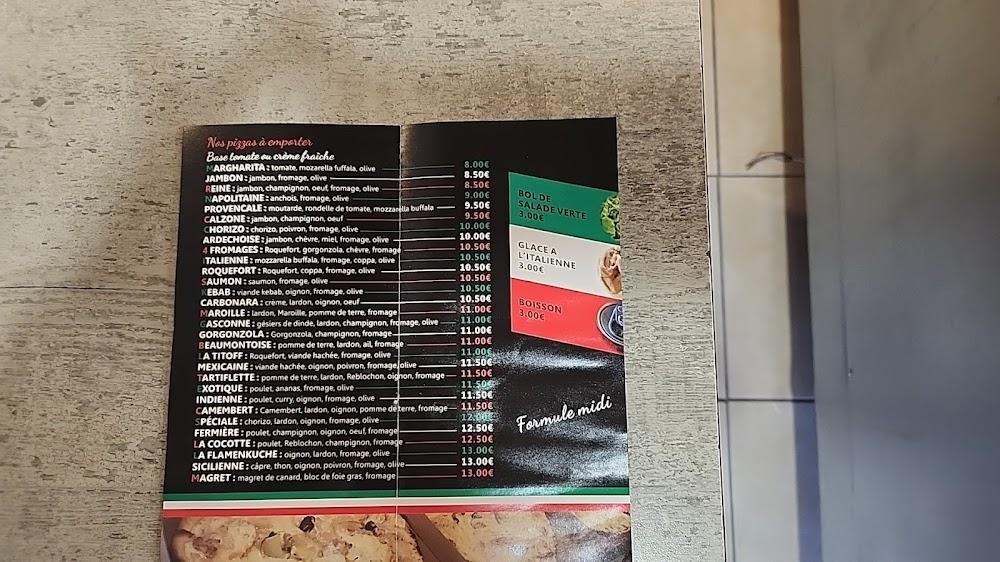 Nos pizzas à emporter
Base tomate ou crème fraîche
MARGHARITA : tomate, mozarella fuffala, olive 8.00€
JAMBON : jambon, fromage, olive 8.50€
REINE : jambon, champignon, oeuf, fromage, olive 8.50€
NAPOLITAINE : anchois, fromage, olive 9.00€
PROVENCALE : moutarde, rondelle de tomate, mozzarella buffala 9.50€
CALZONE : jambon, champignon, oeuf 9.50€
CHORIZO : chorizo, poivron, fromage, olive 10.00€
ARDECHOISE : jambon, chèvre, miel, fromage, olive 10.00€
4 FROMAGES : Roquefort, gorgonzola, chèvre, fromage 10.50€
ITALIENNE : mozzarella buffala, fromage, coppa, olive 10.50€
ROQUEFORT : Roquefort, coppa, fromage, olive 10.50€
SAUMON : saumon, fromage, olive 10.50€
KEBAB : viande kebab, oignon, fromage, olive 10.50€
CARBONARA : crème, lardon, oignon, oeuf 10.50€
MAROILLE : lardon, Maroille, pomme de terre, fromage 11.00€
GASCONNE : gésiers de dinde, lardon, champignon, fromage, olive 11.00€
GORGONZOLA : Gorgonzola, champignon, fromage 11.00€
BEAUMONTOISE : pomme de terre, lardon, ail, fromage 11.00€
LA TITOFF : Roquefort, viande hachée, fromage, olive 11.00€
MEXICAINE : viande hachée, oignon, poivron, fromage, olive 11.50€
TARTIFLETTE : pomme de terre, lardon, Reblochon, oignon, fromage 11.50€
EXOTIQUE : poulet, ananas, fromage, olive 11.50€
INDIENNE : poulet, curry, oignon, fromage, olive 11.50€
CAMEMBERT : Camembert, lardon, oignon, pomme de terre, fromage 11.50€
SPÉCIALE : chorizo, lardon, oignon, fromage, olive 12.00€
FERMIÈRE : poulet, champignon, oignon, oeuf, fromage 12.50€
LA COCOTTE : poulet, Reblochon, champignon, fromage 12.50€
LA FLAMENKUCHE : oignon, lardon, fromage, olive 13.00€
SICILIENNE : câpre, thon, oignon, poivron, fromage, olive 13.00€
MAGRET : magret de canard, bloc de foie gras, fromage 13.00€
BOL DE
SALADE VERTE
3.00€
GLACE A
L'ITALIENNE
3.00€
BOISSON
3.00€
Formule midi